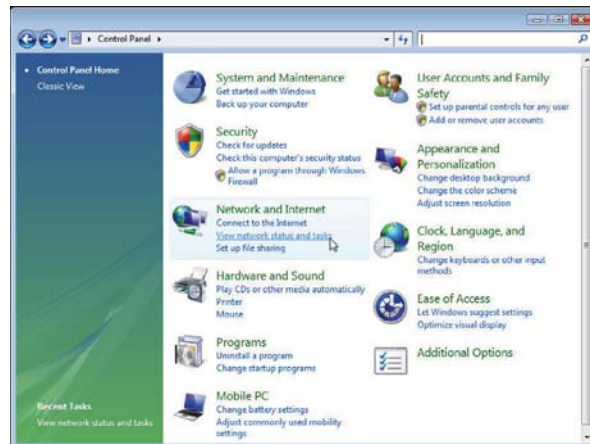 Control Panel
Control Panel Home
Classic View
System and Maintenance
Get started with Windows
Back up your computer
Security
Check for updates
Check this computer's security status
Allow a program through Windows
Firewall
Network and Internet
Connect to the Internet
View network status and tasks
Set up file sharing
Hardware and Sound
Play CDs or other media automatically
Printer
Mouse
Programs
Uninstall a program
Change startup programs
Mobile PC
Change battery settings
Adjust commonly used mobility
settings
User Accounts and Family
Safety
Set up parental controls for any user
Add or remove user accounts
Appearance and
Personalization
Change desktop background
Change the color scheme
Adjust screen resolution
Clock, Language, and
Region
Change keyboards or other input
methods
Ease of Access
Let Windows suggest settings
Optimize visual display
Additional Options
Recent Tasks
View network status and tasks